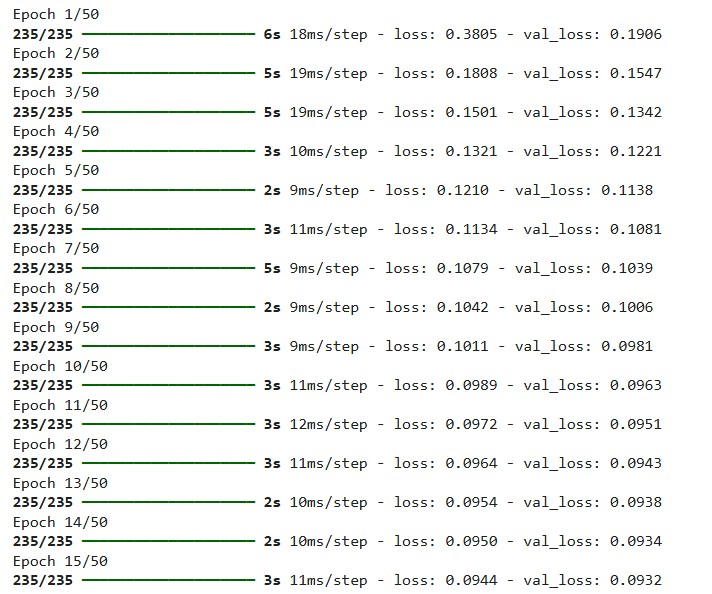 Epoch 1/50
235/235 ━━━━━━━━━━━━━━━━━━━━ 6s 18ms/step - loss: 0.3805 - val_loss: 0.1906
Epoch 2/50
235/235 ━━━━━━━━━━━━━━━━━━━━ 5s 19ms/step - loss: 0.1808 - val_loss: 0.1547
Epoch 3/50
235/235 ━━━━━━━━━━━━━━━━━━━━ 5s 19ms/step - loss: 0.1501 - val_loss: 0.1342
Epoch 4/50
235/235 ━━━━━━━━━━━━━━━━━━━━ 3s 10ms/step - loss: 0.1321 - val_loss: 0.1221
Epoch 5/50
235/235 ━━━━━━━━━━━━━━━━━━━━ 2s 9ms/step - loss: 0.1210 - val_loss: 0.1138
Epoch 6/50
235/235 ━━━━━━━━━━━━━━━━━━━━ 3s 11ms/step - loss: 0.1134 - val_loss: 0.1081
Epoch 7/50
235/235 ━━━━━━━━━━━━━━━━━━━━ 5s 9ms/step - loss: 0.1079 - val_loss: 0.1039
Epoch 8/50
235/235 ━━━━━━━━━━━━━━━━━━━━ 2s 9ms/step - loss: 0.1042 - val_loss: 0.1006
Epoch 9/50
235/235 ━━━━━━━━━━━━━━━━━━━━ 3s 9ms/step - loss: 0.1011 - val_loss: 0.0981
Epoch 10/50
235/235 ━━━━━━━━━━━━━━━━━━━━ 3s 11ms/step - loss: 0.0989 - val_loss: 0.0963
Epoch 11/50
235/235 ━━━━━━━━━━━━━━━━━━━━ 3s 12ms/step - loss: 0.0972 - val_loss: 0.0951
Epoch 12/50
235/235 ━━━━━━━━━━━━━━━━━━━━ 3s 11ms/step - loss: 0.0964 - val_loss: 0.0943
Epoch 13/50
235/235 ━━━━━━━━━━━━━━━━━━━━ 2s 10ms/step - loss: 0.0954 - val_loss: 0.0938
Epoch 14/50
235/235 ━━━━━━━━━━━━━━━━━━━━ 2s 10ms/step - loss: 0.0950 - val_loss: 0.0934
Epoch 15/50
235/235 ━━━━━━━━━━━━━━━━━━━━ 3s 11ms/step - loss: 0.0944 - val_loss: 0.0932